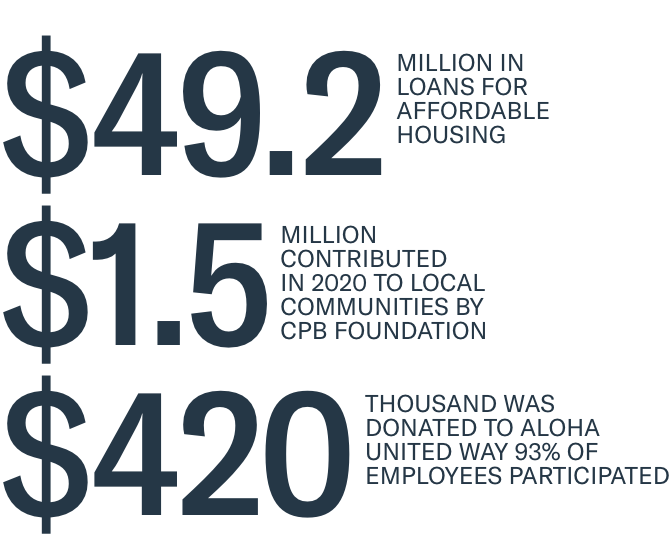 $49.2 MILLION IN
LOANS FOR
AFFORDABLE
HOUSING
$1.5 MILLION
CONTRIBUTED
IN 2020 TO LOCAL
COMMUNITIES BY
CPB FOUNDATION
$420 THOUSAND WAS
DONATED TO ALOHA
UNITED WAY 93% OF
EMPLOYEES PARTICIPATED